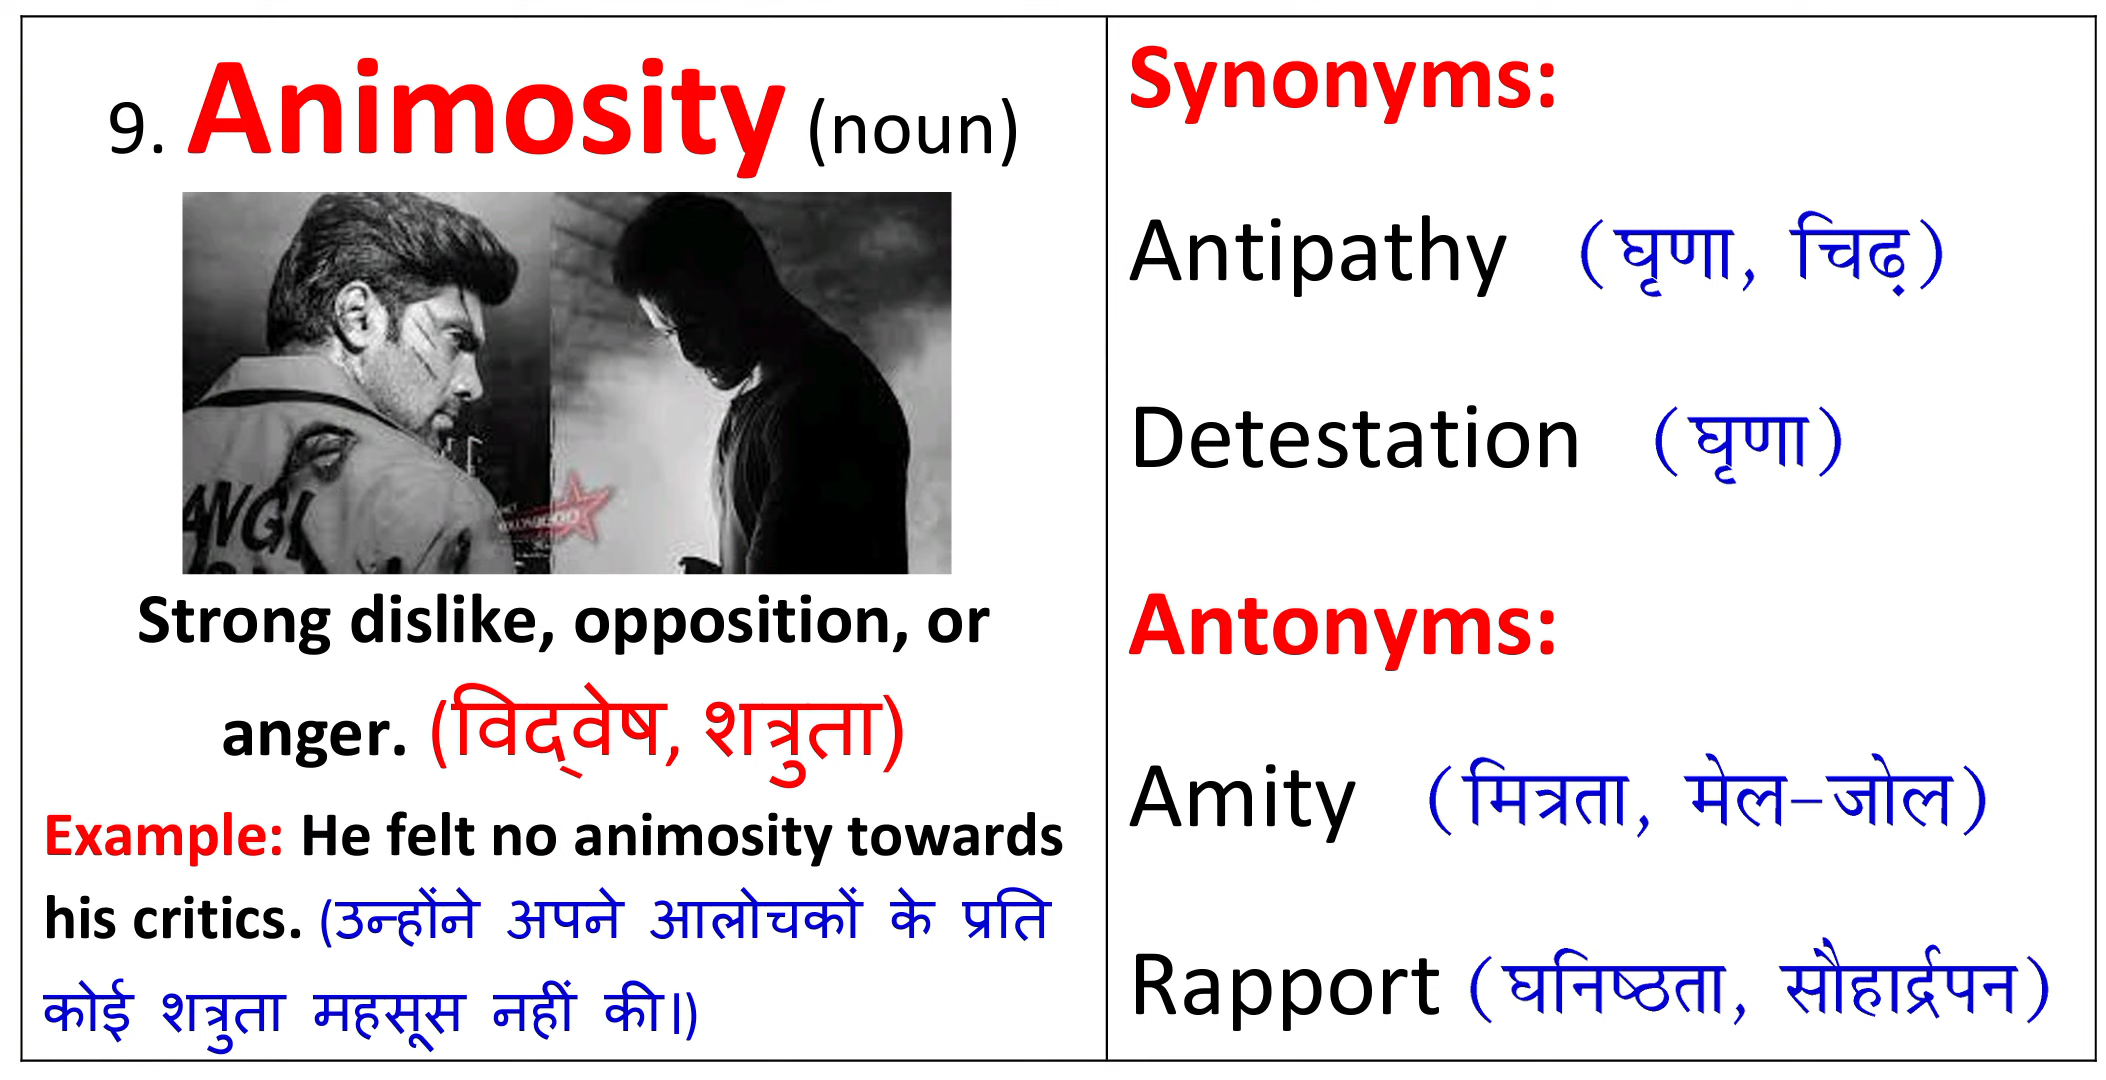 9. Animosity (noun)
ANGI
Strong dislike, opposition, or
anger. (विद्‌वेष, शत्रुता)
Example: He felt no animosity towards
his critics. (उन्होंने अपने आलोचकों के प्रति
कोई शत्रुता महसूस नहीं की।)
Synonyms:
Antipathy (घृणा, चिढ़)
Detestation (घृणा)
Antonyms:
Amity (मित्रता, मेल-जोल)
Rapport (घनिष्ठता, सौहार्द्रपन)